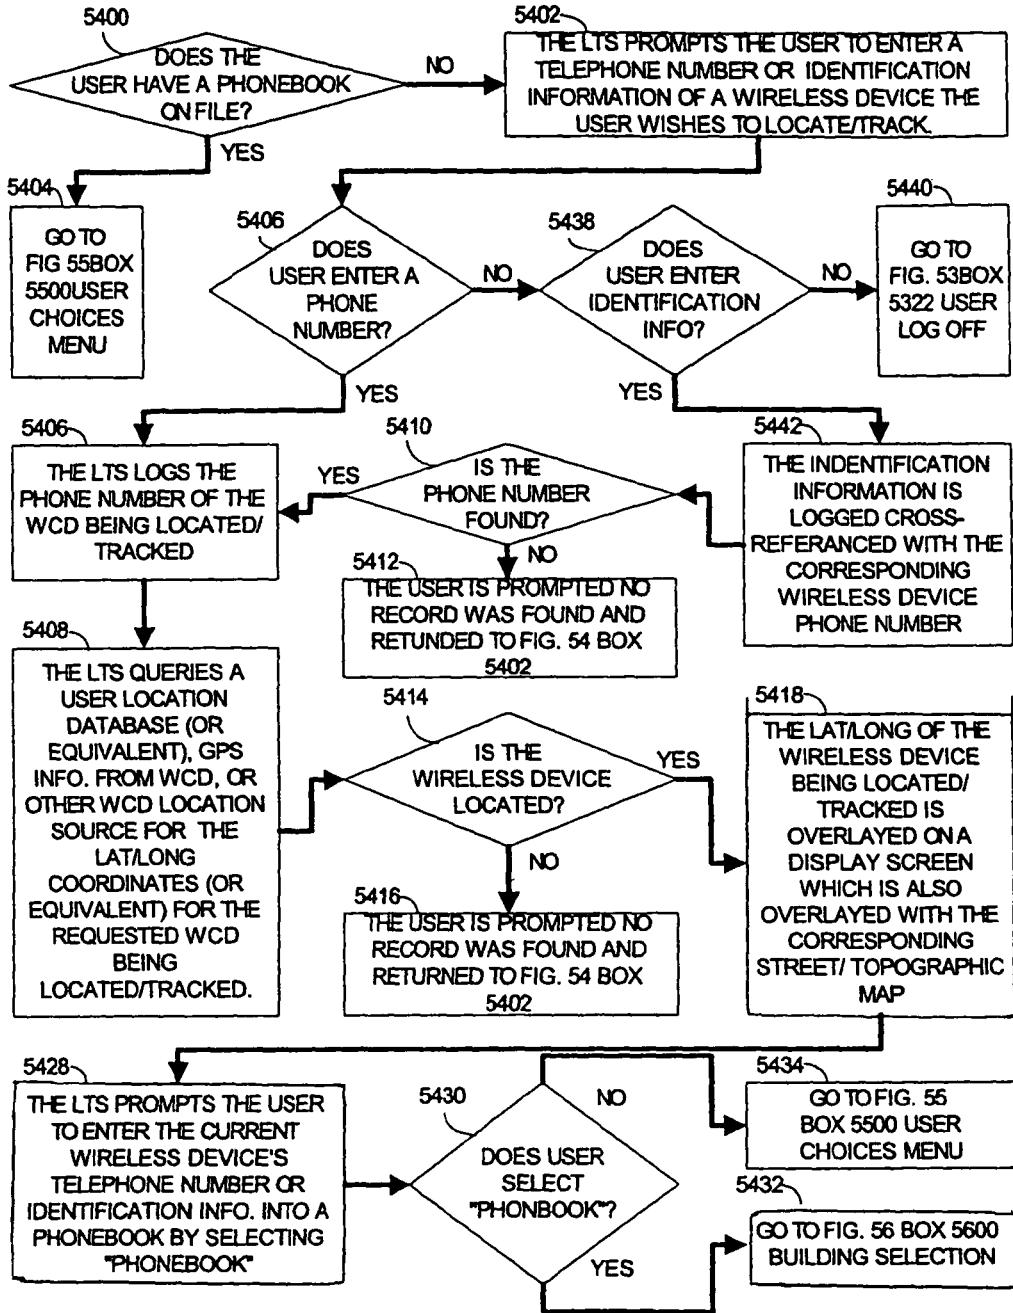 5400
DOES THE
USER HAVE A PHONEBOOK
ON FILE?
NO
YES
5402
THE LTS PROMPTS THE USER TO ENTER A
TELEPHONE NUMBER OR IDENTIFICATION
INFORMATION OF A WIRELESS DEVICE THE
USER WISHES TO LOCATE/TRACK.
5404
GO TO
FIG 55BOX
5500USER
CHOICES
MENU
5406
DOES
USER ENTER A
PHONE
NUMBER?
NO
YES
5438
DOES
USER ENTER
IDENTIFICATION
INFO?
NO
YES
5440
GO TO
FIG. 53BOX
5322 USER
LOG OFF
5406
THE LTS LOGS THE
PHONE NUMBER OF THE
WCD BEING LOCATED/
TRACKED
5410
IS THE
PHONE NUMBER
FOUND?
YES
NO
5442
THE INDENTIFICATION
INFORMATION IS
LOGGED CROSS-
REFERANCED WITH THE
CORRESPONDING
WIRELESS DEVICE
PHONE NUMBER
5412
THE USER IS PROMPTED NO
RECORD WAS FOUND AND
RETUNDED TO FIG. 54 BOX
5402
5408
THE LTS QUERIES A
USER LOCATION
DATABASE (OR
EQUIVALENT), GPS
INFO. FROM WCD, OR
OTHER WCD LOCATION
SOURCE FOR THE
LAT/LONG
COORDINATES (OR
EQUIVALENT) FOR THE
REQUESTED WCD
BEING
LOCATED/TRACKED.
5414
IS THE
WIRELESS DEVICE
LOCATED?
YES
NO
5416
THE USER IS PROMPTED NO
RECORD WAS FOUND AND
RETURNED TO FIG. 54 BOX
5402
5418
THE LAT/LONG OF THE
WIRELESS DEVICE
BEING LOCATED/
TRACKED IS
OVERLAYED ON A
DISPLAY SCREEN
WHICH IS ALSO
OVERLAYED WITH THE
CORRESPONDING
STREET/ TOPOGRAPHIC
MAP
5428
THE LTS PROMPTS THE USER
TO ENTER THE CURRENT
WIRELESS DEVICE'S
TELEPHONE NUMBER OR
IDENTIFICATION INFO. INTO A
PHONEBOOK BY SELECTING
"PHONEBOOK"
5430
DOES USER
SELECT
"PHONBOOK"?
NO
YES
5434
GO TO FIG. 55
BOX 5500 USER
CHOICES MENU
5432
GO TO FIG. 56 BOX 5600
BUILDING SELECTION